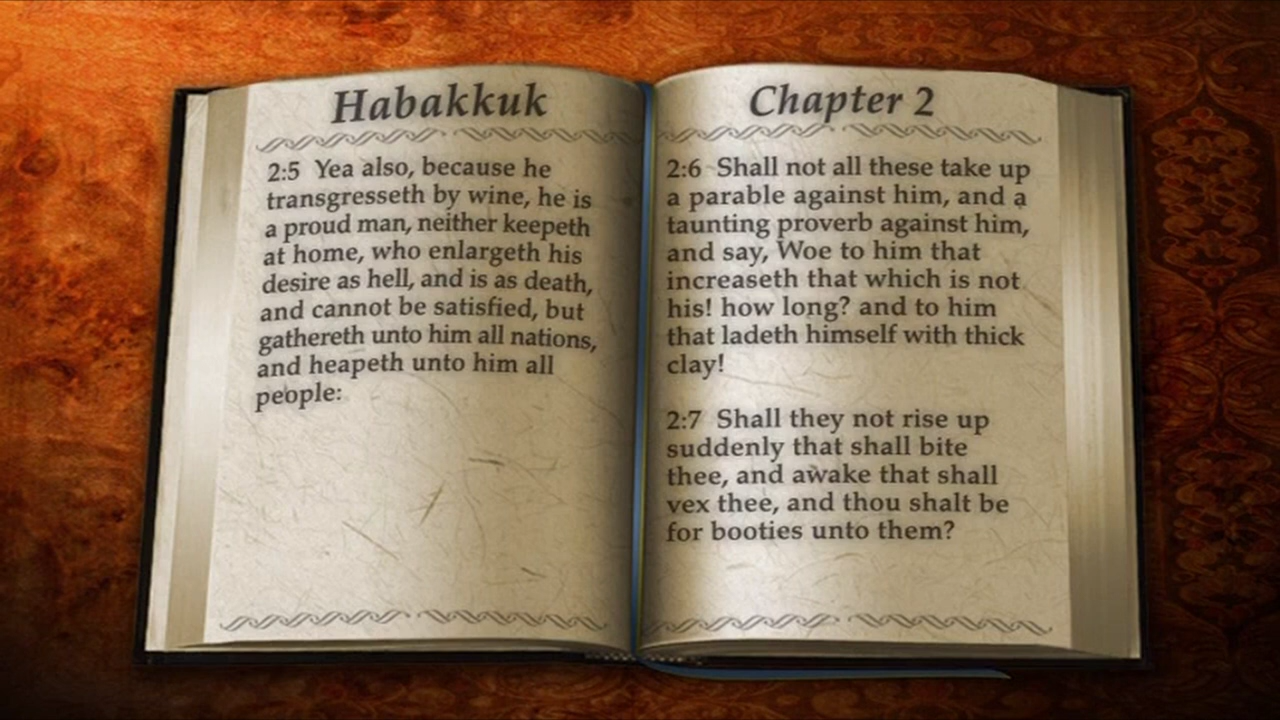 Habakkuk
2:5 Yea also, because he
transgresseth by wine, he is
a proud man, neither keepeth
at home, who enlargeth his
desire as hell, and is as death,
and cannot be satisfied, but
gathereth unto him all nations,
and heapeth unto him all
people:
Chapter 2
2:6 Shall not all these take up
a parable against him, and a
taunting proverb against him,
and say, Woe to him that
increaseth that which is not
his! how long? and to him
that ladeth himself with thick
clay!
2:7 Shall they not rise up
suddenly that shall bite
thee, and awake that shall
vex thee, and thou shalt be
for booties unto them?